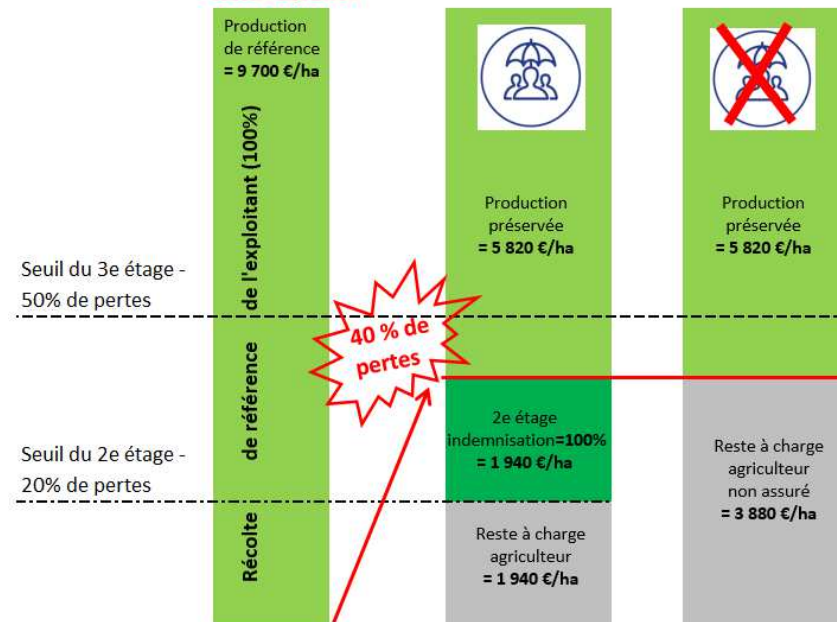 Production
de référence
= 9 700 €/ha
Récolte de référence de l'exploitant (100%)
Seuil du 3e étage -
50% de pertes
Seuil du 2e étage -
20% de pertes
40 % de
pertes
Production
préservée
= 5 820 €/ha
2e étage
indemnisation=100%
= 1 940 €/ha
Reste à charge
agriculteur
= 1 940 €/ha
Production
préservée
= 5 820 €/ha
Reste à charge
agriculteur
non assuré
= 3 880 €/ha